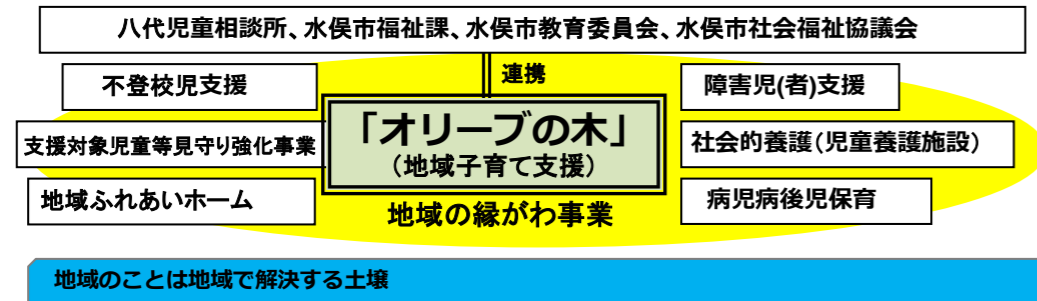 八代児童相談所、水俣市福祉課、水俣市教育委員会、水俣市社会福祉協議会
連携
不登校児支援
障害児(者)支援
「オリーブの木」
(地域子育て支援)
支援対象児童等見守り強化事業
社会的養護(児童養護施設)
地域ふれあいホーム
病児病後児保育
地域の縁がわ事業
地域のことは地域で解決する土壌